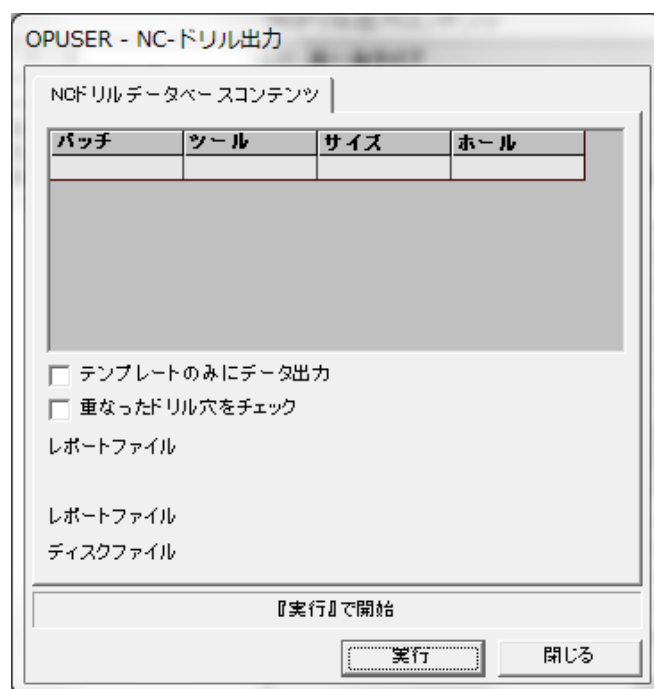 OPUSER - NC-ドリル出力
NCドリルデータベースコンテンツ
パッチ ツール サイズ ホール
テンプレートのみにデータ出力
重なったドリル穴をチェック
レポートファイル
レポートファイル
ディスクファイル
『実行』で開始
実行 閉じる